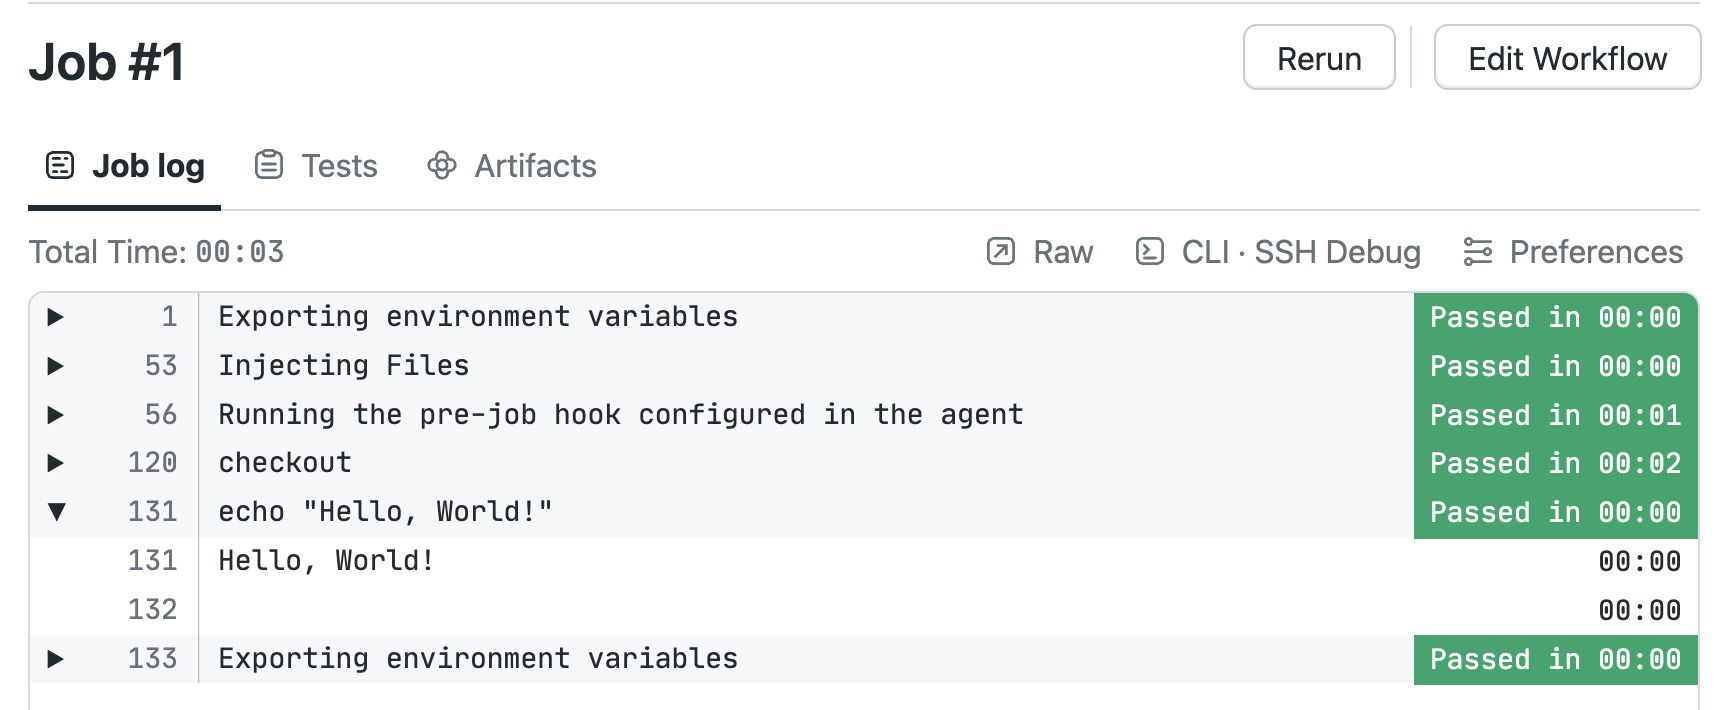 Job #1 Rerun Edit Workflow
Job log Tests Artifacts
Total Time: 00:03 Raw CLI · SSH Debug Preferences
1 Exporting environment variables Passed in 00:00
53 Injecting Files Passed in 00:00
56 Running the pre-job hook configured in the agent Passed in 00:01
120 checkout Passed in 00:02
131 echo "Hello, World!" Passed in 00:00
131 Hello, World! 00:00
132 00:00
133 Exporting environment variables Passed in 00:00